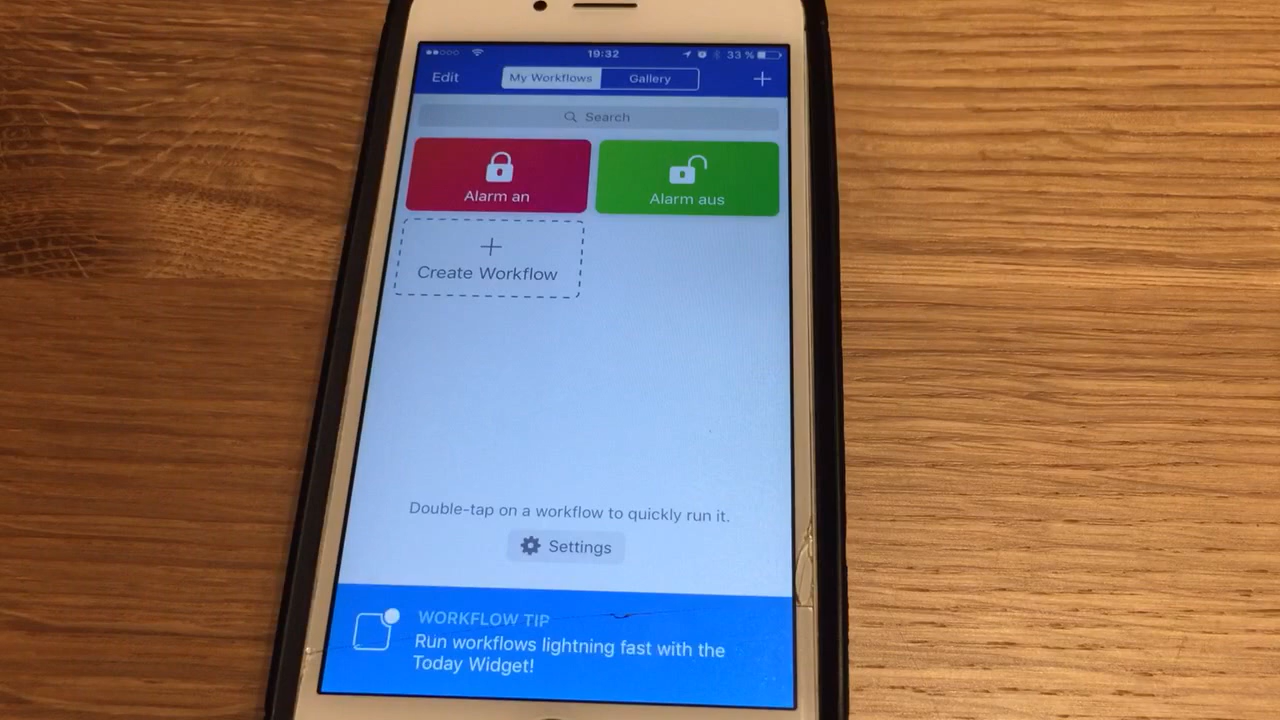 19:32
33 %
Edit
My Workflows
Gallery
Search
Alarm an
Alarm aus
Create Workflow
Double-tap on a workflow to quickly run it.
Settings
WORKFLOW TIP
Run workflows lightning fast with the
Today Widget!